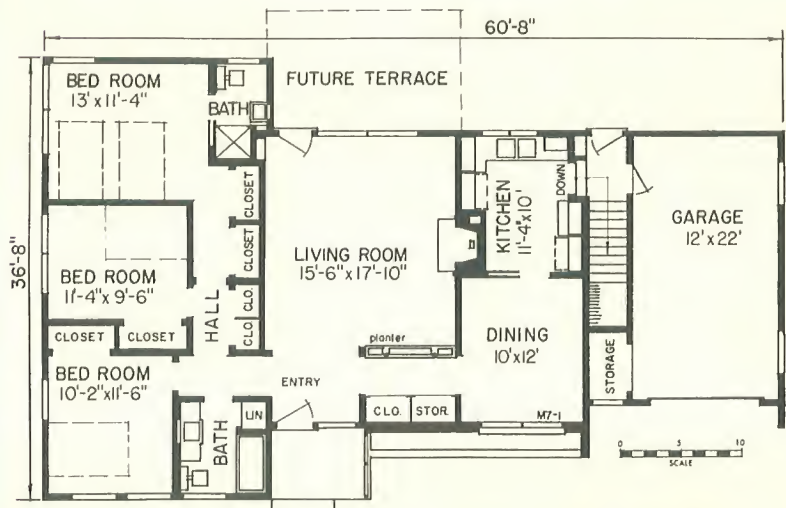 60'-8"
FUTURE TERRACE
BED ROOM
13' x 11'-4"
BATH
CLOSET
CLOSET
36'-8"
LIVING ROOM
15'-6" x 17'-10"
KITCHEN
11'-4" x 10'
DOWN
GARAGE
12' x 22'
BED ROOM
11'-4" x 9'-6"
HALL
CLO.
CLO.
CLOSET
CLOSET
planter
DINING
10' x 12'
STORAGE
BED ROOM
10'-2" x 11'-6"
ENTRY
CLO.
STOR.
LIN
BATH
M7-1
0 5 10
SCALE